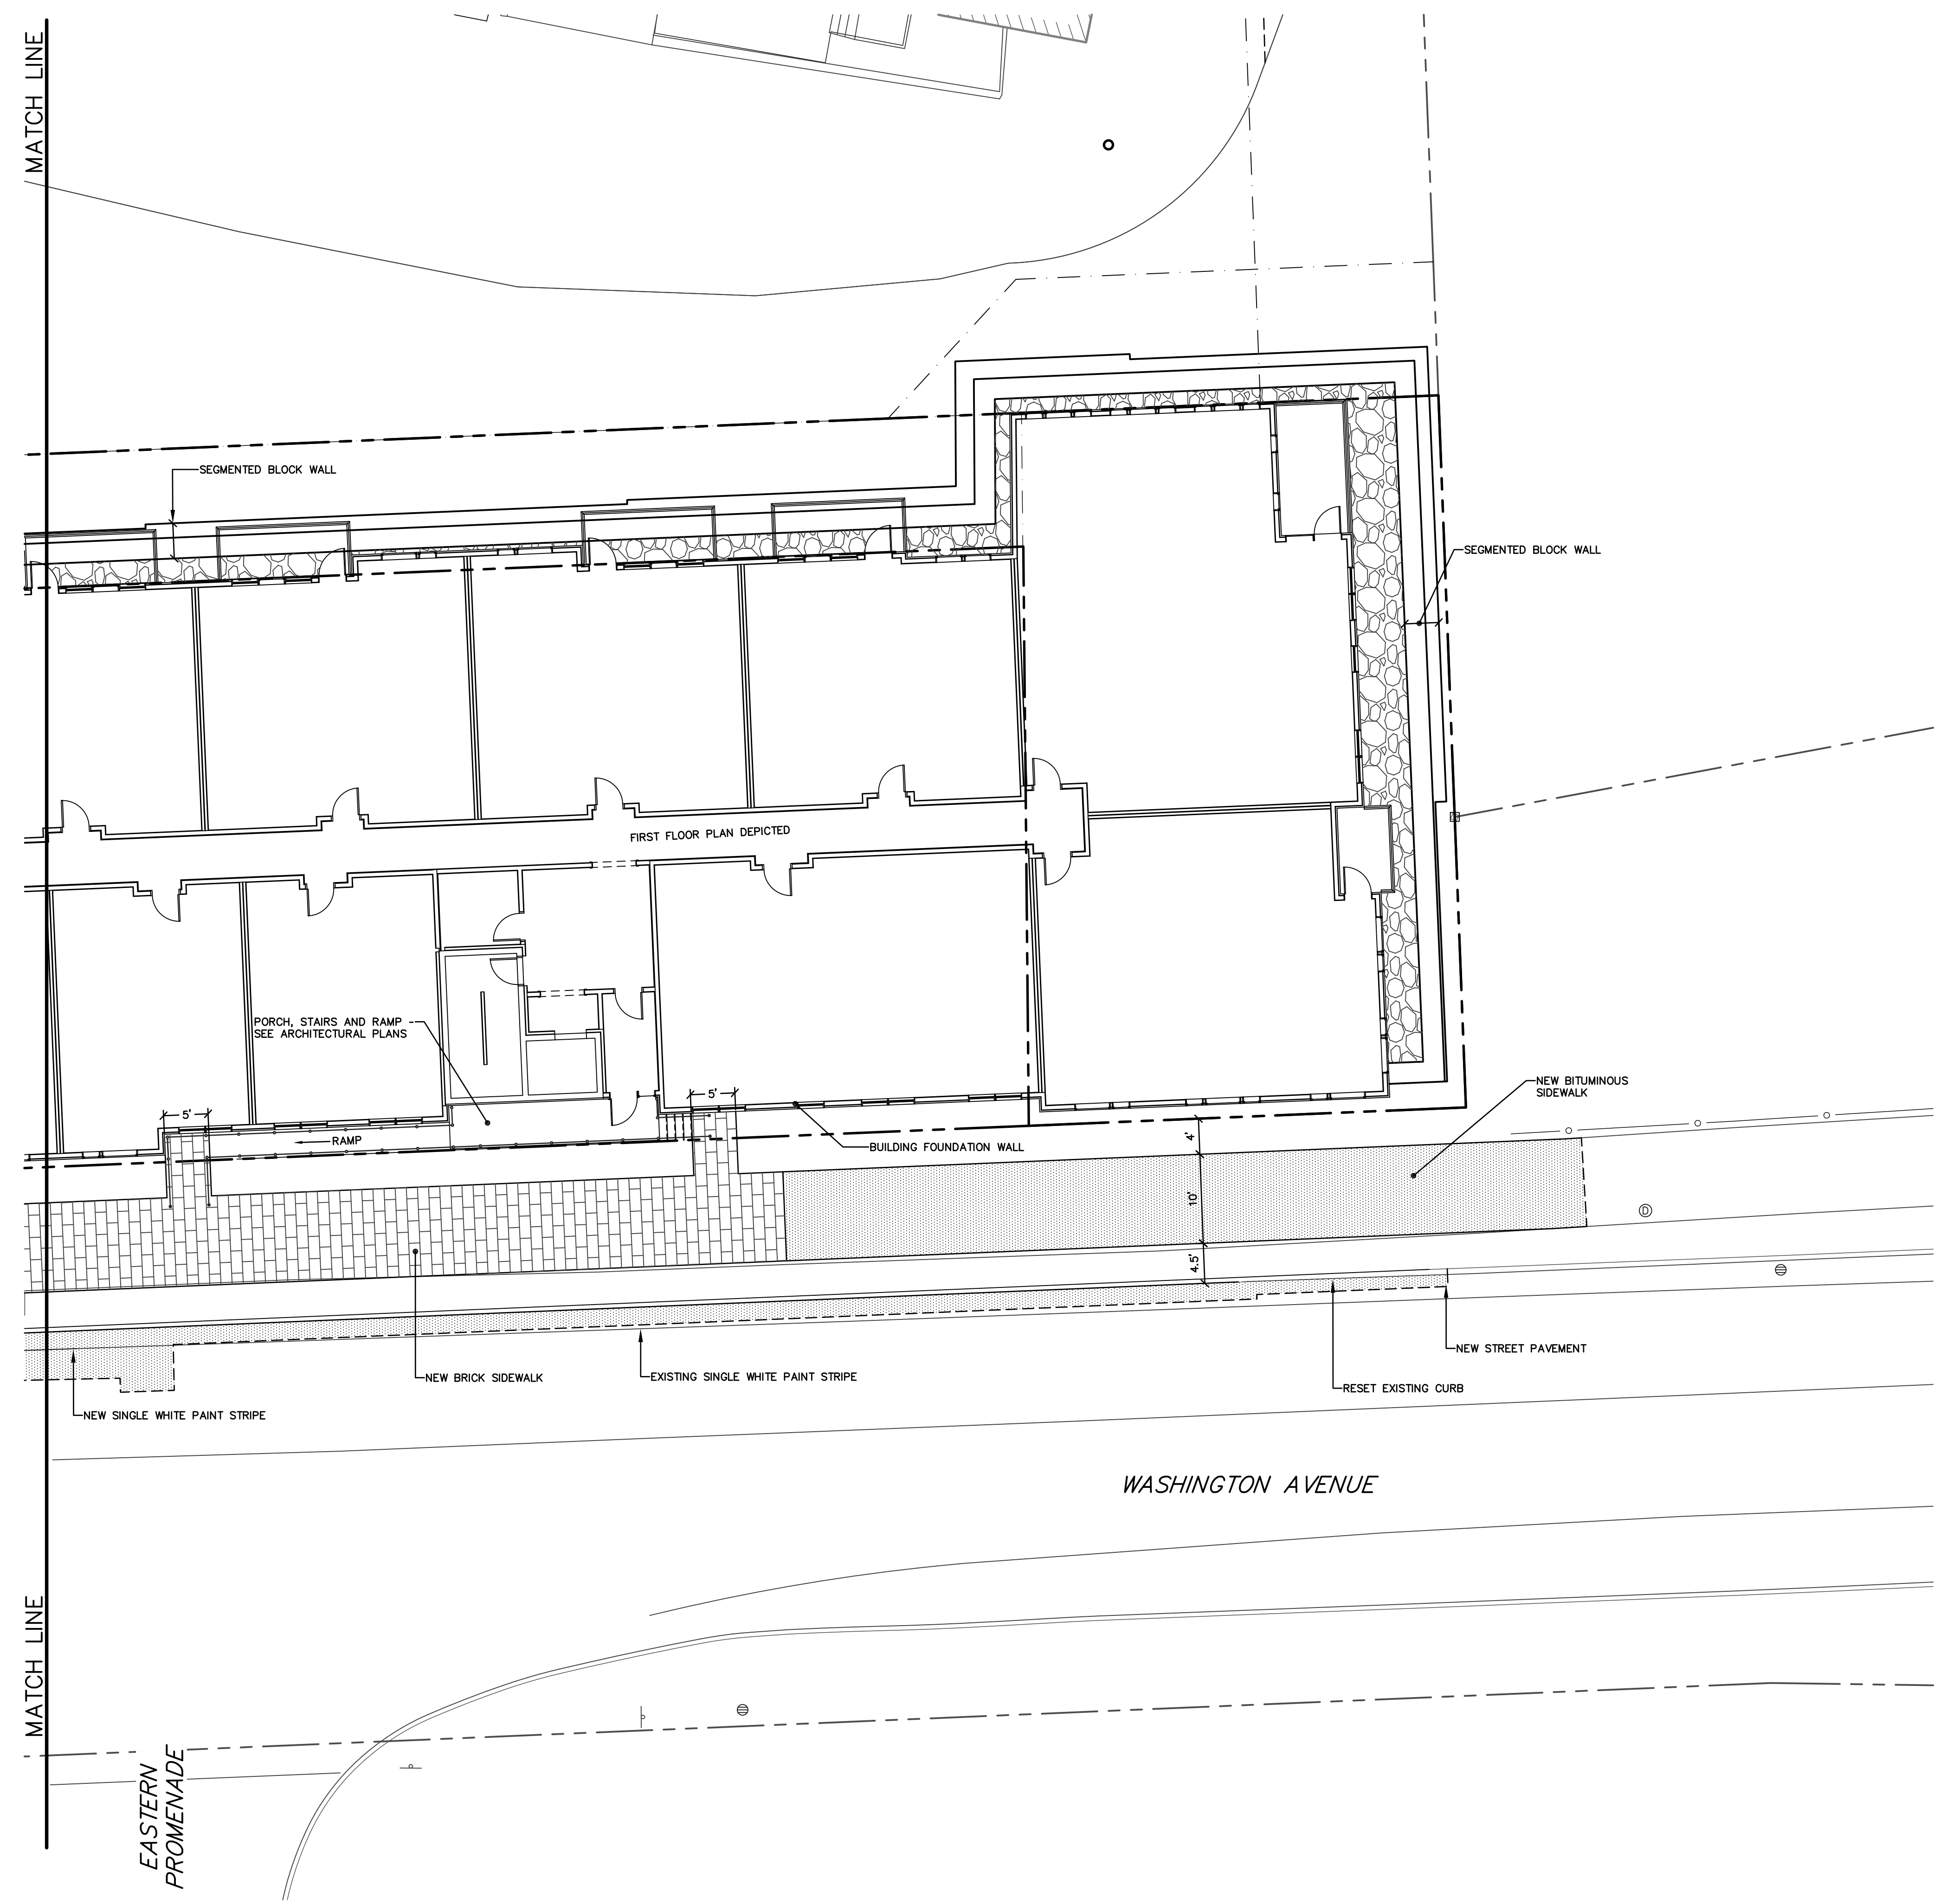 MATCH LINE
SEGMENTED BLOCK WALL
SEGMENTED BLOCK WALL
FIRST FLOOR PLAN DEPICTED
PORCH, STAIRS AND RAMP -
SEE ARCHITECTURAL PLANS
NEW BITUMINOUS
SIDEWALK
5'
5'
RAMP
BUILDING FOUNDATION WALL
4'
10'
D
4.5'
NEW STREET PAVEMENT
NEW BRICK SIDEWALK
EXISTING SINGLE WHITE PAINT STRIPE
RESET EXISTING CURB
NEW SINGLE WHITE PAINT STRIPE
WASHINGTON AVENUE
MATCH LINE
EASTERN
PROMENADE